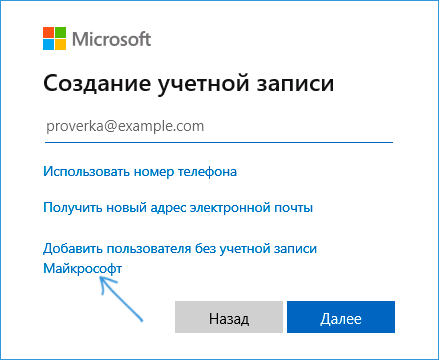 Microsoft
Создание учетной записи
proverka@example.com
Использовать номер телефона
Получить новый адрес электронной почты
Добавить пользователя без учетной записи
Майкрософт
Назад
Далее